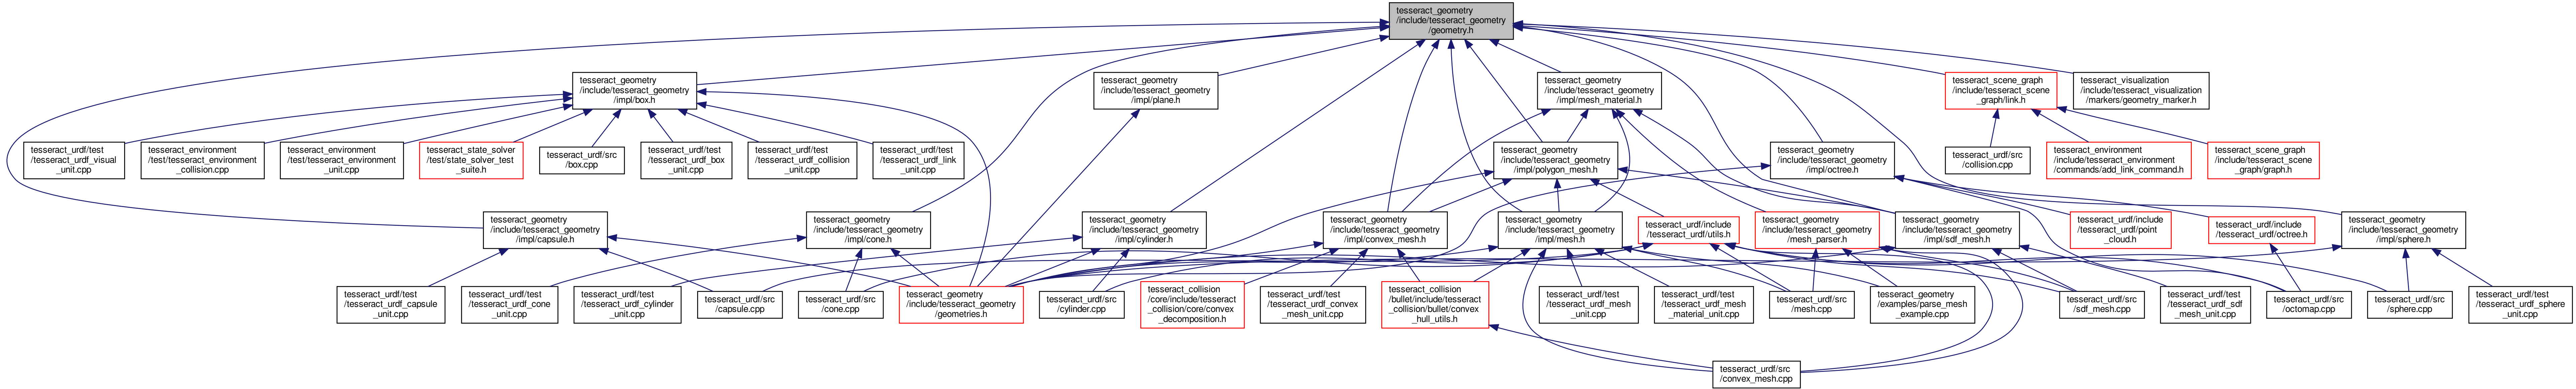 tesseract_geometry
/include/tesseract_geometry
/geometry.h
tesseract_geometry
/include/tesseract_geometry
/impl/box.h
tesseract_geometry
/include/tesseract_geometry
/impl/plane.h
tesseract_geometry
/include/tesseract_geometry
/impl/mesh_material.h
tesseract_scene_graph
/include/tesseract_scene
_graph/link.h
tesseract_visualization
/include/tesseract_visualization
/markers/geometry_marker.h
tesseract_urdf/test
/tesseract_urdf_visual
_unit.cpp
tesseract_environment
/test/tesseract_environment
_collision.cpp
tesseract_environment
/test/tesseract_environment
_unit.cpp
tesseract_state_solver
/test/state_solver_test
_suite.h
tesseract_urdf/src
/box.cpp
tesseract_urdf/test
/tesseract_urdf_box
_unit.cpp
tesseract_urdf/test
/tesseract_urdf_collision
_unit.cpp
tesseract_urdf/test
/tesseract_urdf_link
_unit.cpp
tesseract_geometry
/include/tesseract_geometry
/impl/polygon_mesh.h
tesseract_geometry
/include/tesseract_geometry
/impl/octree.h
tesseract_urdf/src
/collision.cpp
tesseract_environment
/include/tesseract_environment
/commands/add_link_command.h
tesseract_scene_graph
/include/tesseract_scene
_graph/graph.h
tesseract_geometry
/include/tesseract_geometry
/impl/capsule.h
tesseract_geometry
/include/tesseract_geometry
/impl/cone.h
tesseract_geometry
/include/tesseract_geometry
/impl/cylinder.h
tesseract_geometry
/include/tesseract_geometry
/impl/convex_mesh.h
tesseract_geometry
/include/tesseract_geometry
/impl/mesh.h
tesseract_urdf/include
/tesseract_urdf/utils.h
tesseract_geometry
/include/tesseract_geometry
/mesh_parser.h
tesseract_geometry
/include/tesseract_geometry
/impl/sdf_mesh.h
tesseract_urdf/include
/tesseract_urdf/point
_cloud.h
tesseract_urdf/include
/tesseract_urdf/octree.h
tesseract_geometry
/include/tesseract_geometry
/impl/sphere.h
tesseract_urdf/test
/tesseract_urdf_capsule
_unit.cpp
tesseract_urdf/test
/tesseract_urdf_cone
_unit.cpp
tesseract_urdf/test
/tesseract_urdf_cylinder
_unit.cpp
tesseract_urdf/src
/capsule.cpp
tesseract_urdf/src
/cone.cpp
tesseract_geometry
/include/tesseract_geometry
/geometries.h
tesseract_urdf/src
/cylinder.cpp
tesseract_collision
/core/include/tesseract
_collision/core/convex
_decomposition.h
tesseract_urdf/test
/tesseract_urdf_convex
_mesh_unit.cpp
tesseract_collision
/bullet/include/tesseract
_collision/bullet/convex
_hull_utils.h
tesseract_urdf/test
/tesseract_urdf_mesh
_unit.cpp
tesseract_urdf/test
/tesseract_urdf_mesh
_material_unit.cpp
tesseract_urdf/src
/mesh.cpp
tesseract_geometry
/examples/parse_mesh
_example.cpp
tesseract_urdf/src
/sdf_mesh.cpp
tesseract_urdf/test
/tesseract_urdf_sdf
_mesh_unit.cpp
tesseract_urdf/src
/octomap.cpp
tesseract_urdf/src
/sphere.cpp
tesseract_urdf/test
/tesseract_urdf_sphere
_unit.cpp
tesseract_urdf/src
/convex_mesh.cpp